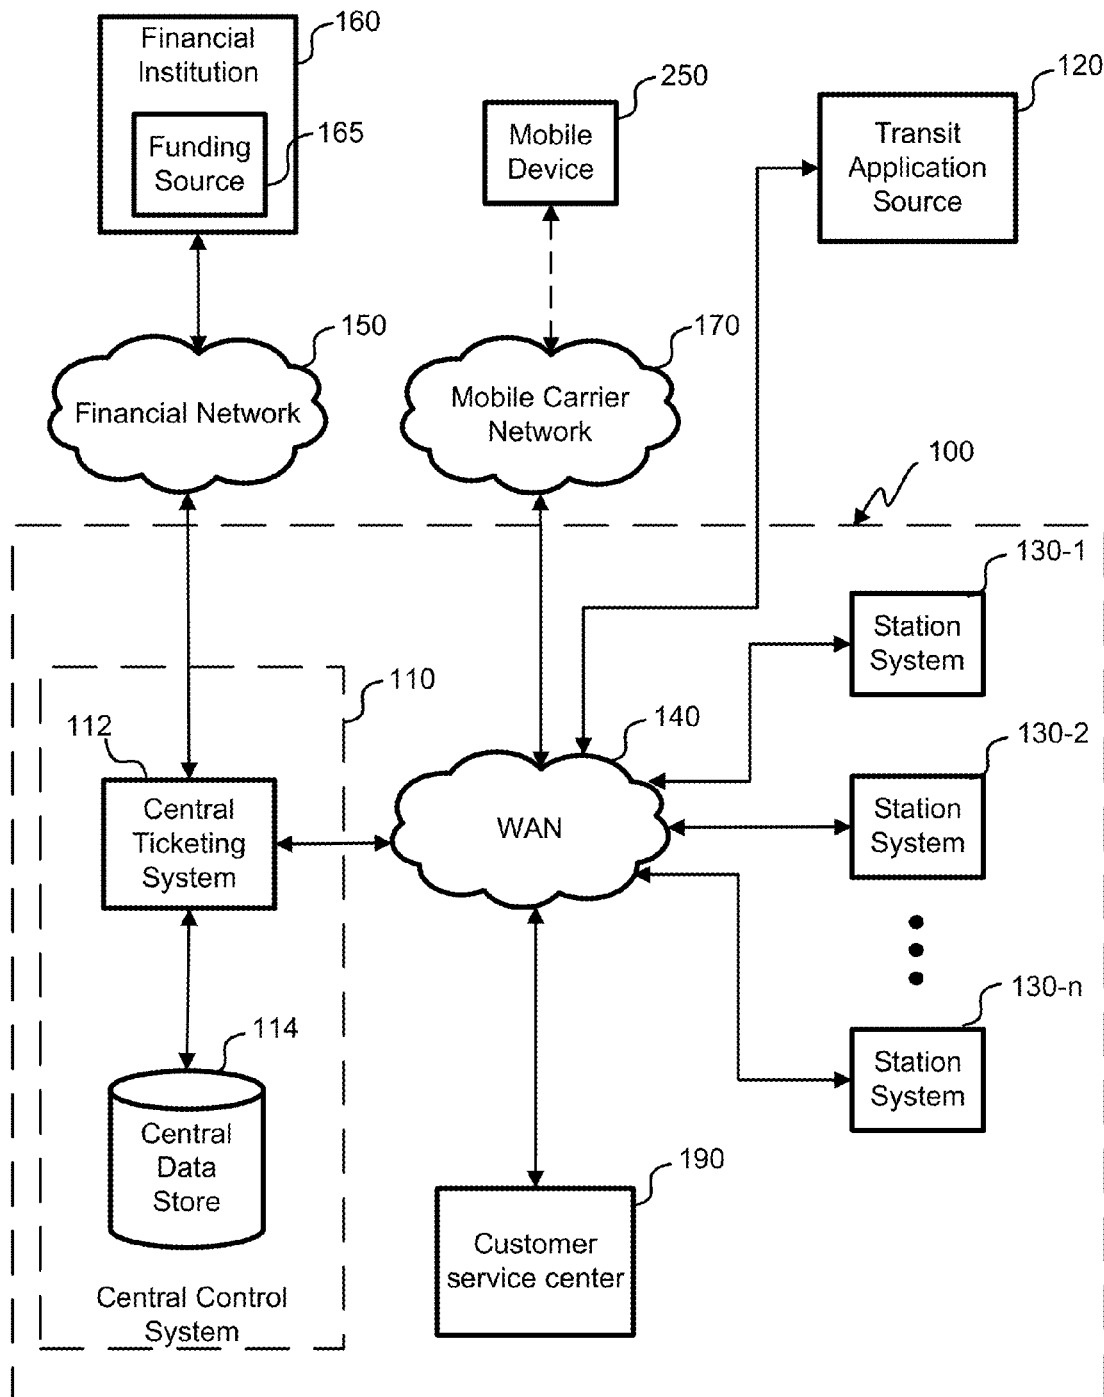 160
Financial
Institution
165
Funding
Source
250
Mobile
Device
120
Transit
Application
Source
150
Financial Network
170
Mobile Carrier
Network
100
130-1
Station
System
110
112
Central
Ticketing
System
140
WAN
130-2
Station
System
130-n
Station
System
114
Central
Data
Store
190
Customer
service center
Central Control
System